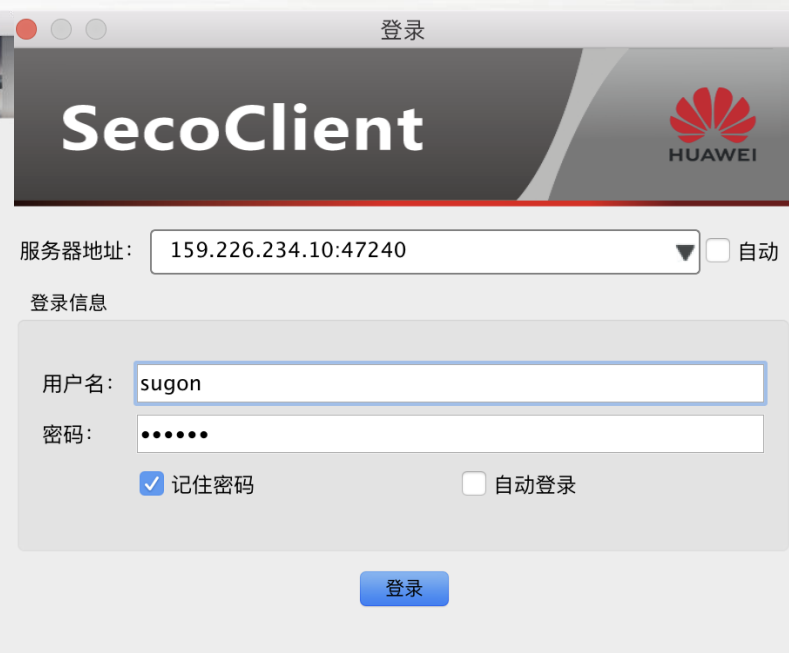 登录
SecoClient
HUAWEI
服务器地址： 159.226.234.10:47240 自动
登录信息
用户名： sugon
密码： ••••••
记住密码 自动登录
登录